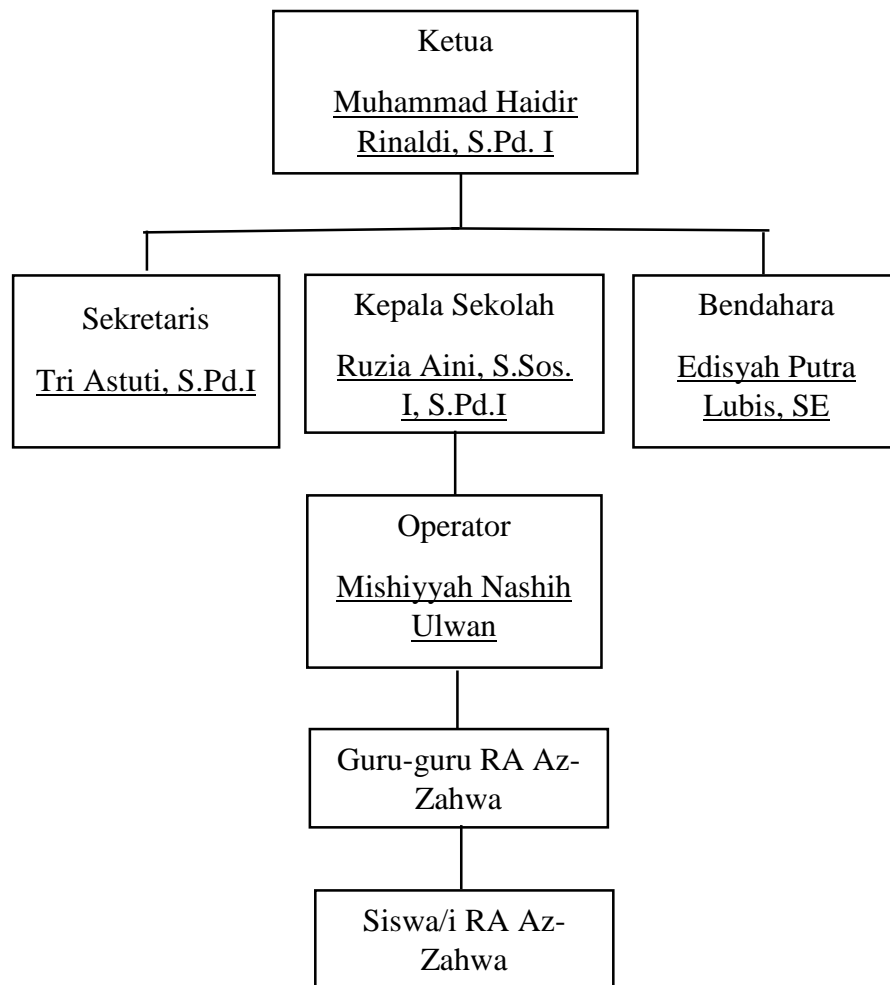 Ketua
Muhammad Haidir
Rinaldi, S.Pd. I
Sekretaris
Tri Astuti, S.Pd.I
Kepala Sekolah
Ruzia Aini, S.Sos.
I, S.Pd.I
Bendahara
Edisyah Putra
Lubis, SE
Operator
Mishiyyah Nashih
Ulwan
Guru-guru RA Az-
Zahwa
Siswa/i RA Az-
Zahwa